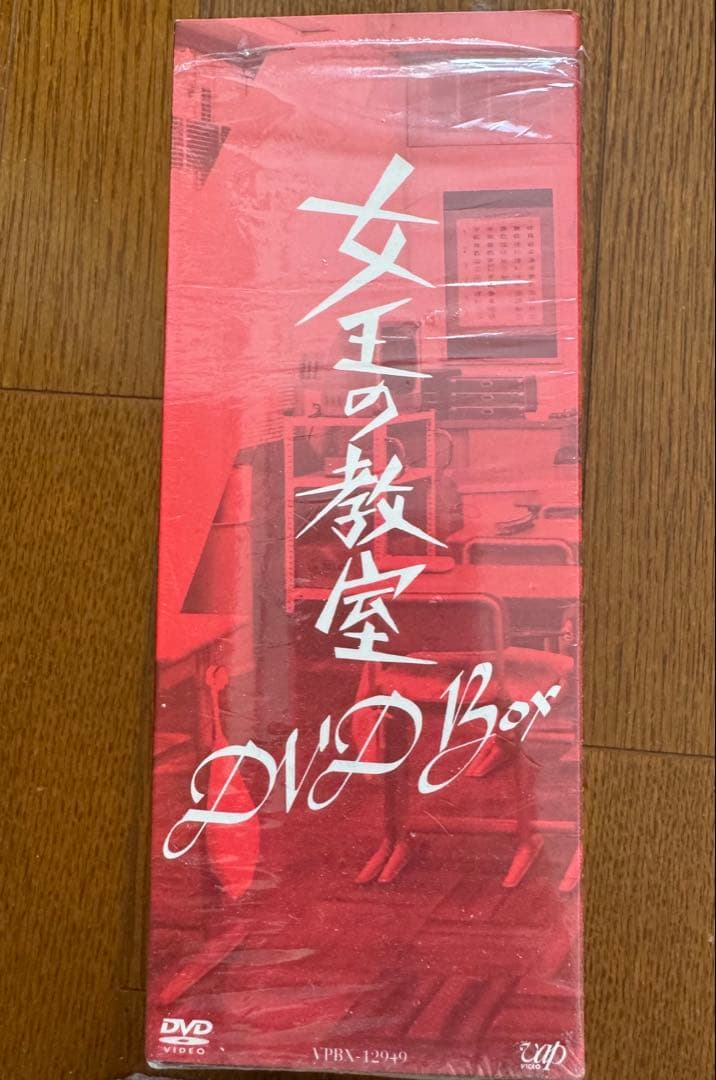 女王の教室
DVD Box
DVD
VIDEO
VPBX-12949
vap
VIDEO